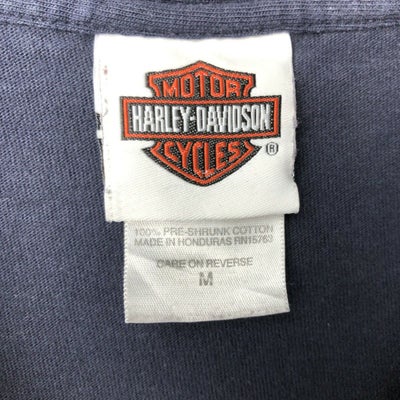 MOTOR
HARLEY-DAVIDSON
CYCLES
®
100% PRE-SHRUNK COTTON
MADE IN HONDURAS RN15763
CARE ON REVERSE
M